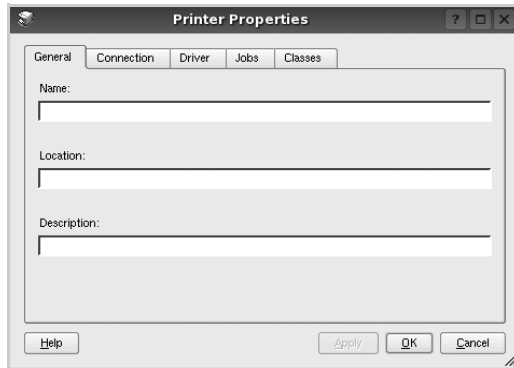 Printer Properties
General Connection Driver Jobs Classes
Name:
Location:
Description:
Help Apply OK Cancel